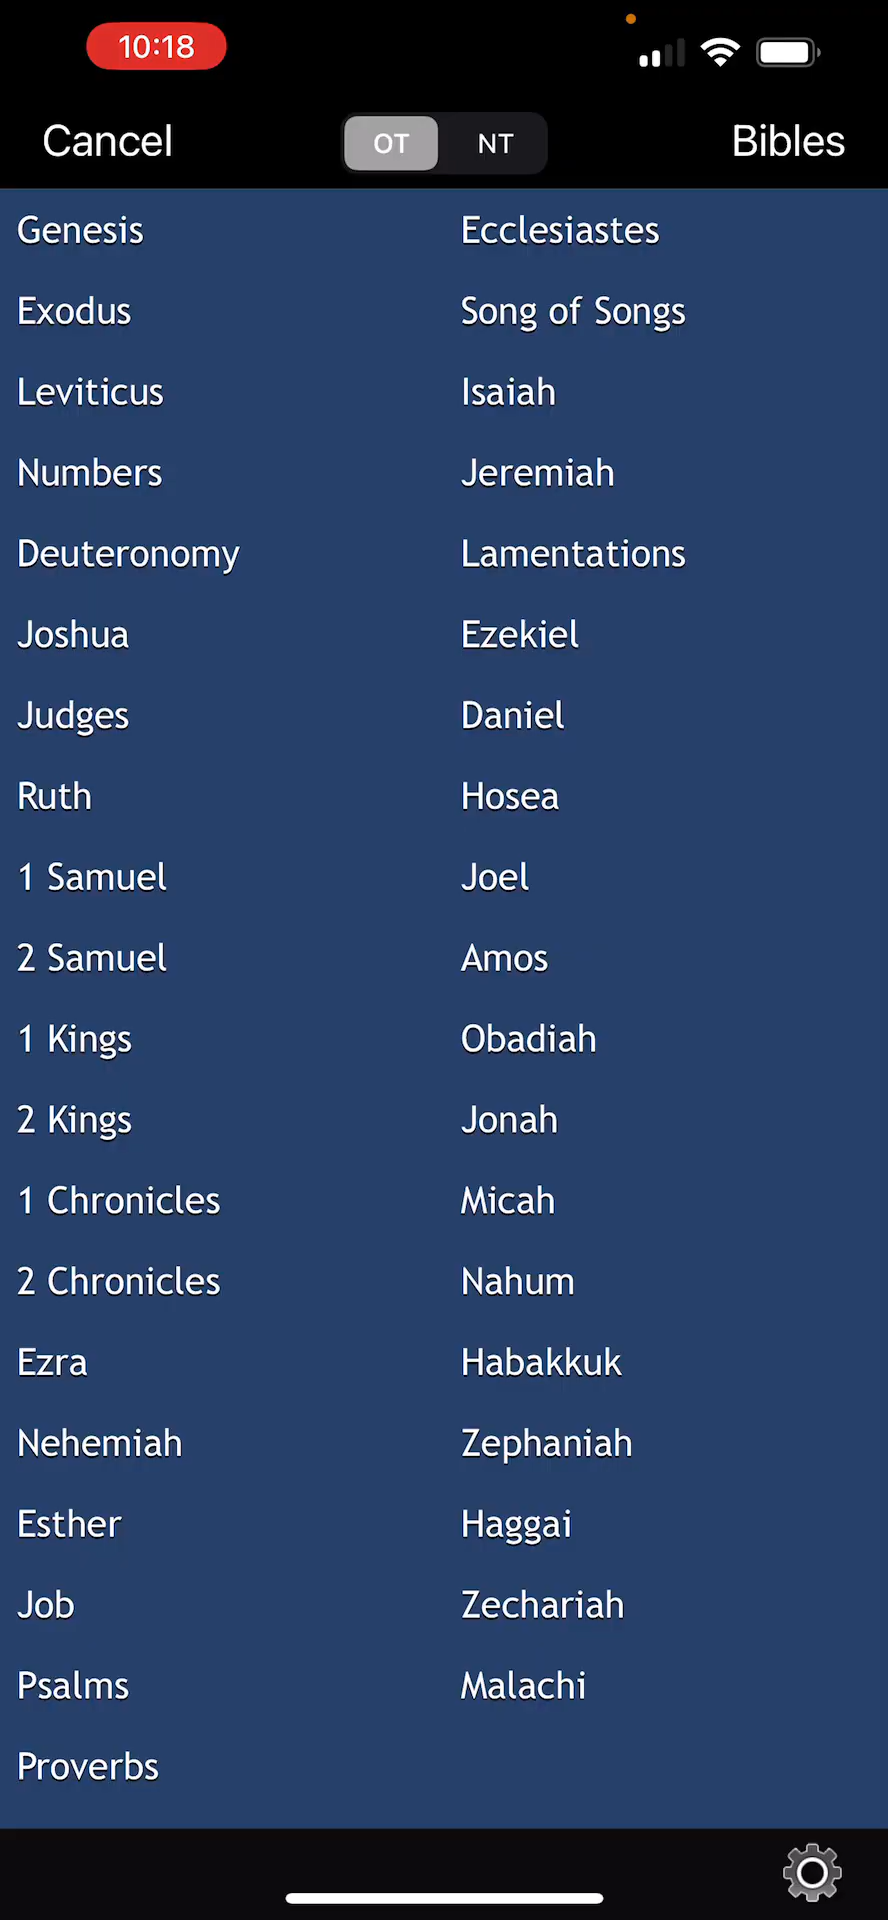 10:18
Cancel OT NT Bibles
Genesis
Exodus
Leviticus
Numbers
Deuteronomy
Joshua
Judges
Ruth
1 Samuel
2 Samuel
1 Kings
2 Kings
1 Chronicles
2 Chronicles
Ezra
Nehemiah
Esther
Job
Psalms
Proverbs
Ecclesiastes
Song of Songs
Isaiah
Jeremiah
Lamentations
Ezekiel
Daniel
Hosea
Joel
Amos
Obadiah
Jonah
Micah
Nahum
Habakkuk
Zephaniah
Haggai
Zechariah
Malachi